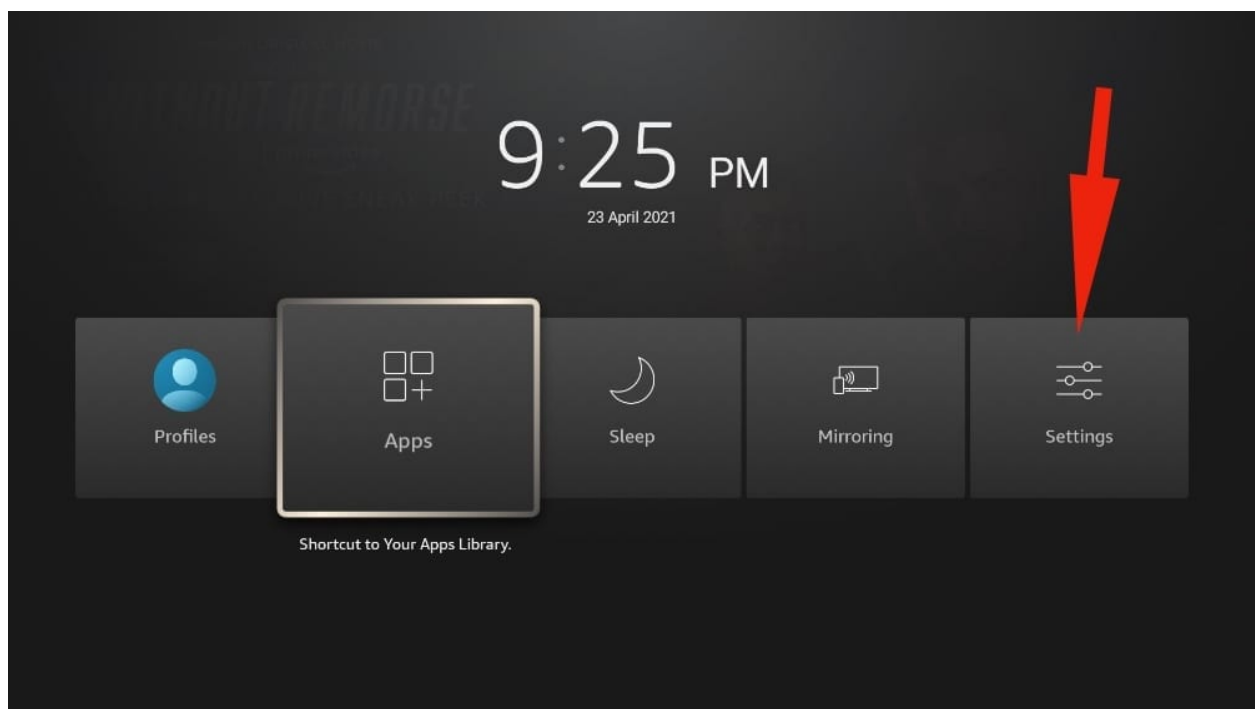 9:25 PM
23 April 2021
Profiles
Apps
Sleep
Mirroring
Settings
Shortcut to Your Apps Library.